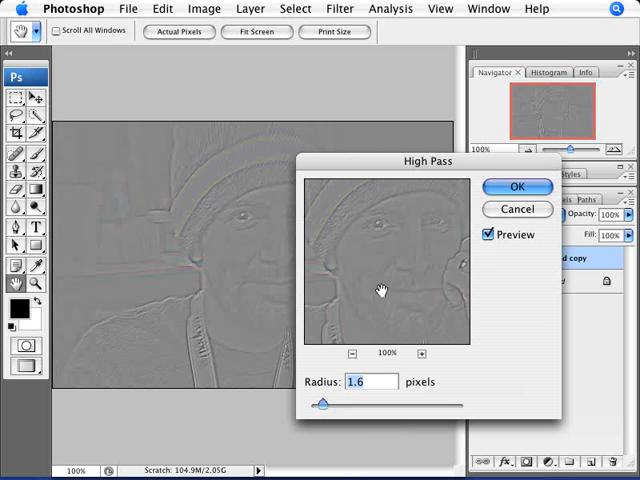 Photoshop File Edit Image Layer Select Filter Analysis View Window Help
Scroll All Windows Actual Pixels Fit Screen Print Size
Ps
Navigator × Histogram Info
100%
Styles
Paths
Opacity:
Fill:
d copy
d
High Pass
OK
Cancel
Preview
100%
Radius: 1.6 pixels
100% Scratch: 104.9M/2.05G
fx